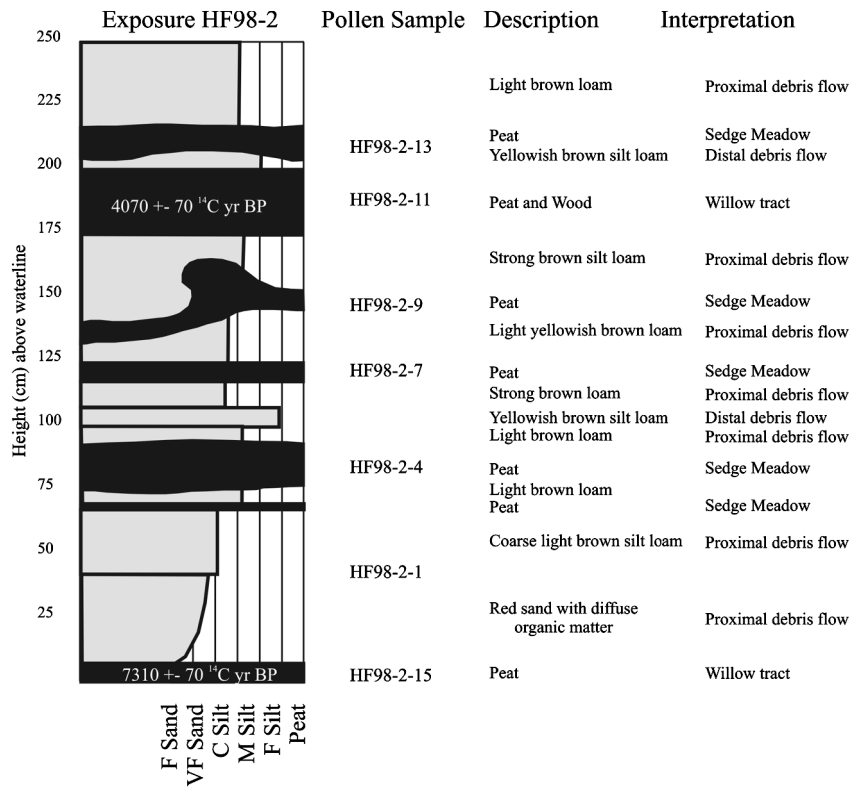 Exposure HF98-2 Pollen Sample Description Interpretation
250
Light brown loam Proximal debris flow
225
Peat Sedge Meadow
HF98-2-13
Yellowish brown silt loam Distal debris flow
200
4070 +- 70 14C yr BP HF98-2-11 Peat and Wood Willow tract
175
Strong brown silt loam Proximal debris flow
150
HF98-2-9 Peat Sedge Meadow
Light yellowish brown loam Proximal debris flow
125
HF98-2-7 Peat Sedge Meadow
Strong brown loam Proximal debris flow
100 Yellowish brown silt loam Distal debris flow
Light brown loam Proximal debris flow
HF98-2-4 Peat Sedge Meadow
75
Light brown loam
Peat Sedge Meadow
50 Coarse light brown silt loam Proximal debris flow
HF98-2-1
25
Red sand with diffuse
organic matter Proximal debris flow
7310 +- 70 14C yr BP HF98-2-15 Peat Willow tract
Height (cm) above waterline
F Sand
VF Sand
C Silt
M Silt
F Silt
Peat